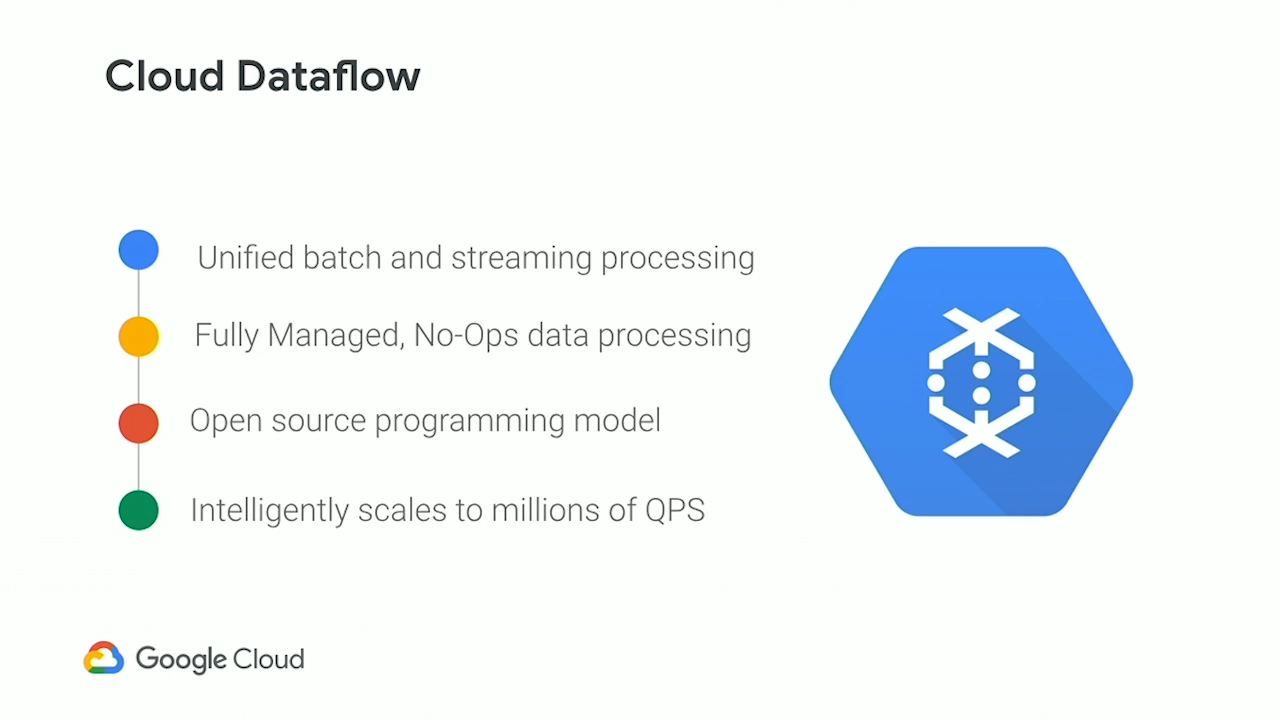 Cloud Dataflow
Unified batch and streaming processing
Fully Managed, No-Ops data processing
Open source programming model
Intelligently scales to millions of QPS
Google Cloud